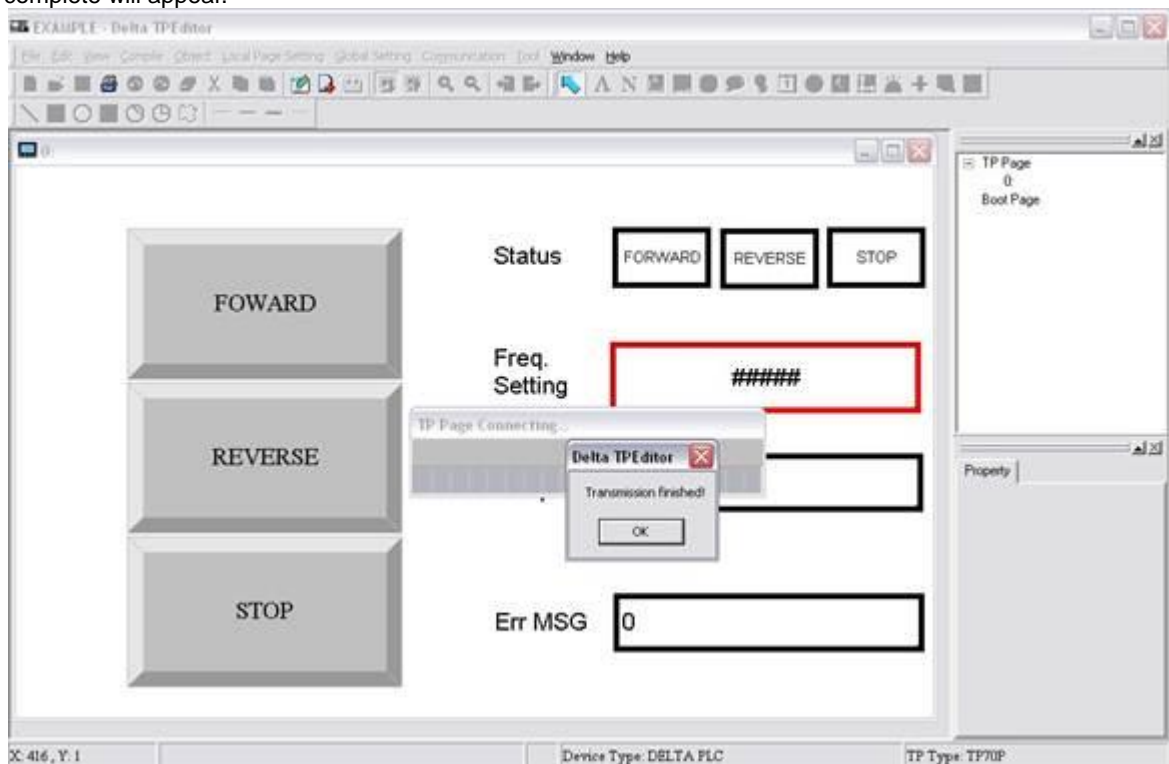 complete will appear.
EXAMPLE - Delta TPEditor
File Edit View Compile Object Local Page Setting Global Setting Communication Tool Window Help
0:
TP Page
0:
Boot Page
Status FORWARD REVERSE STOP
FOWARD
Freq.
Setting
#####
TP Page Connecting...
Delta TPEditor
REVERSE
Transmission finished!
Property
OK
STOP
Err MSG 0
X: 416 , Y: 1 Device Type: DELTA PLC TP Type: TP70P